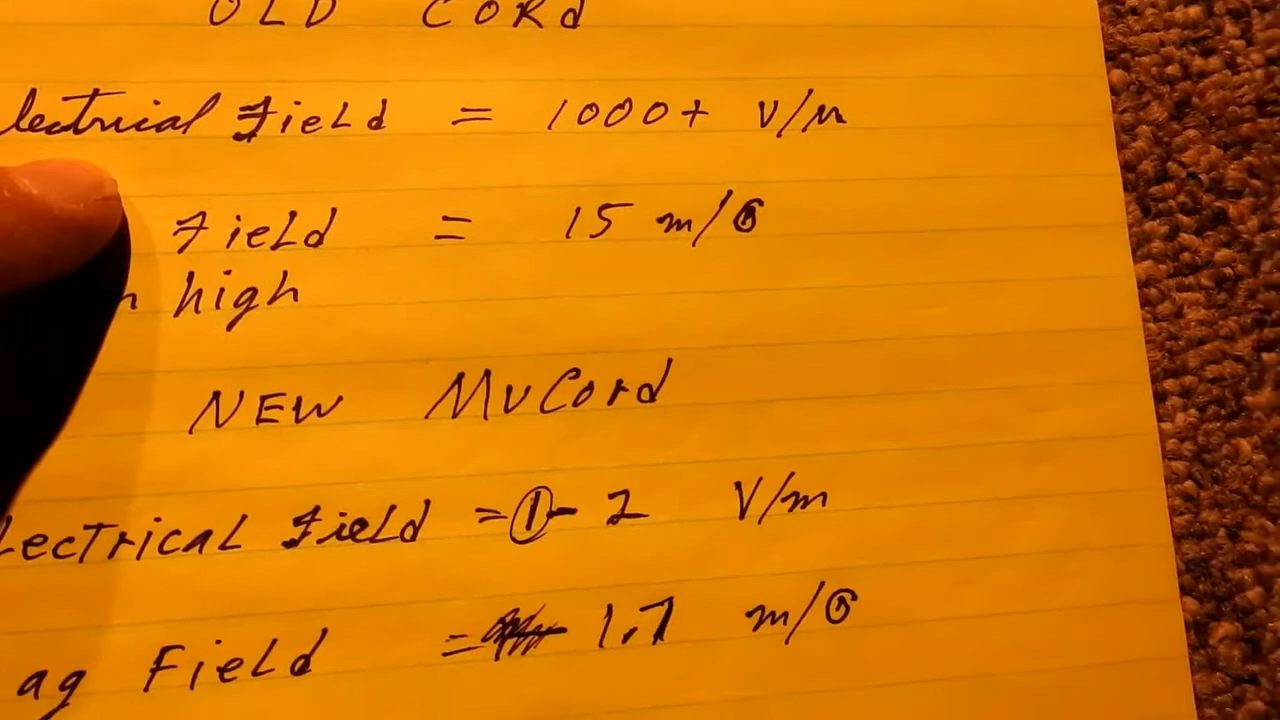 OLD CORd
lectrical Field = 1000+ V/m
Field = 15 m/G
high
NEW MuCord
lectrical Field = 1- 2 V/m
ag Field = 1.7 m/G